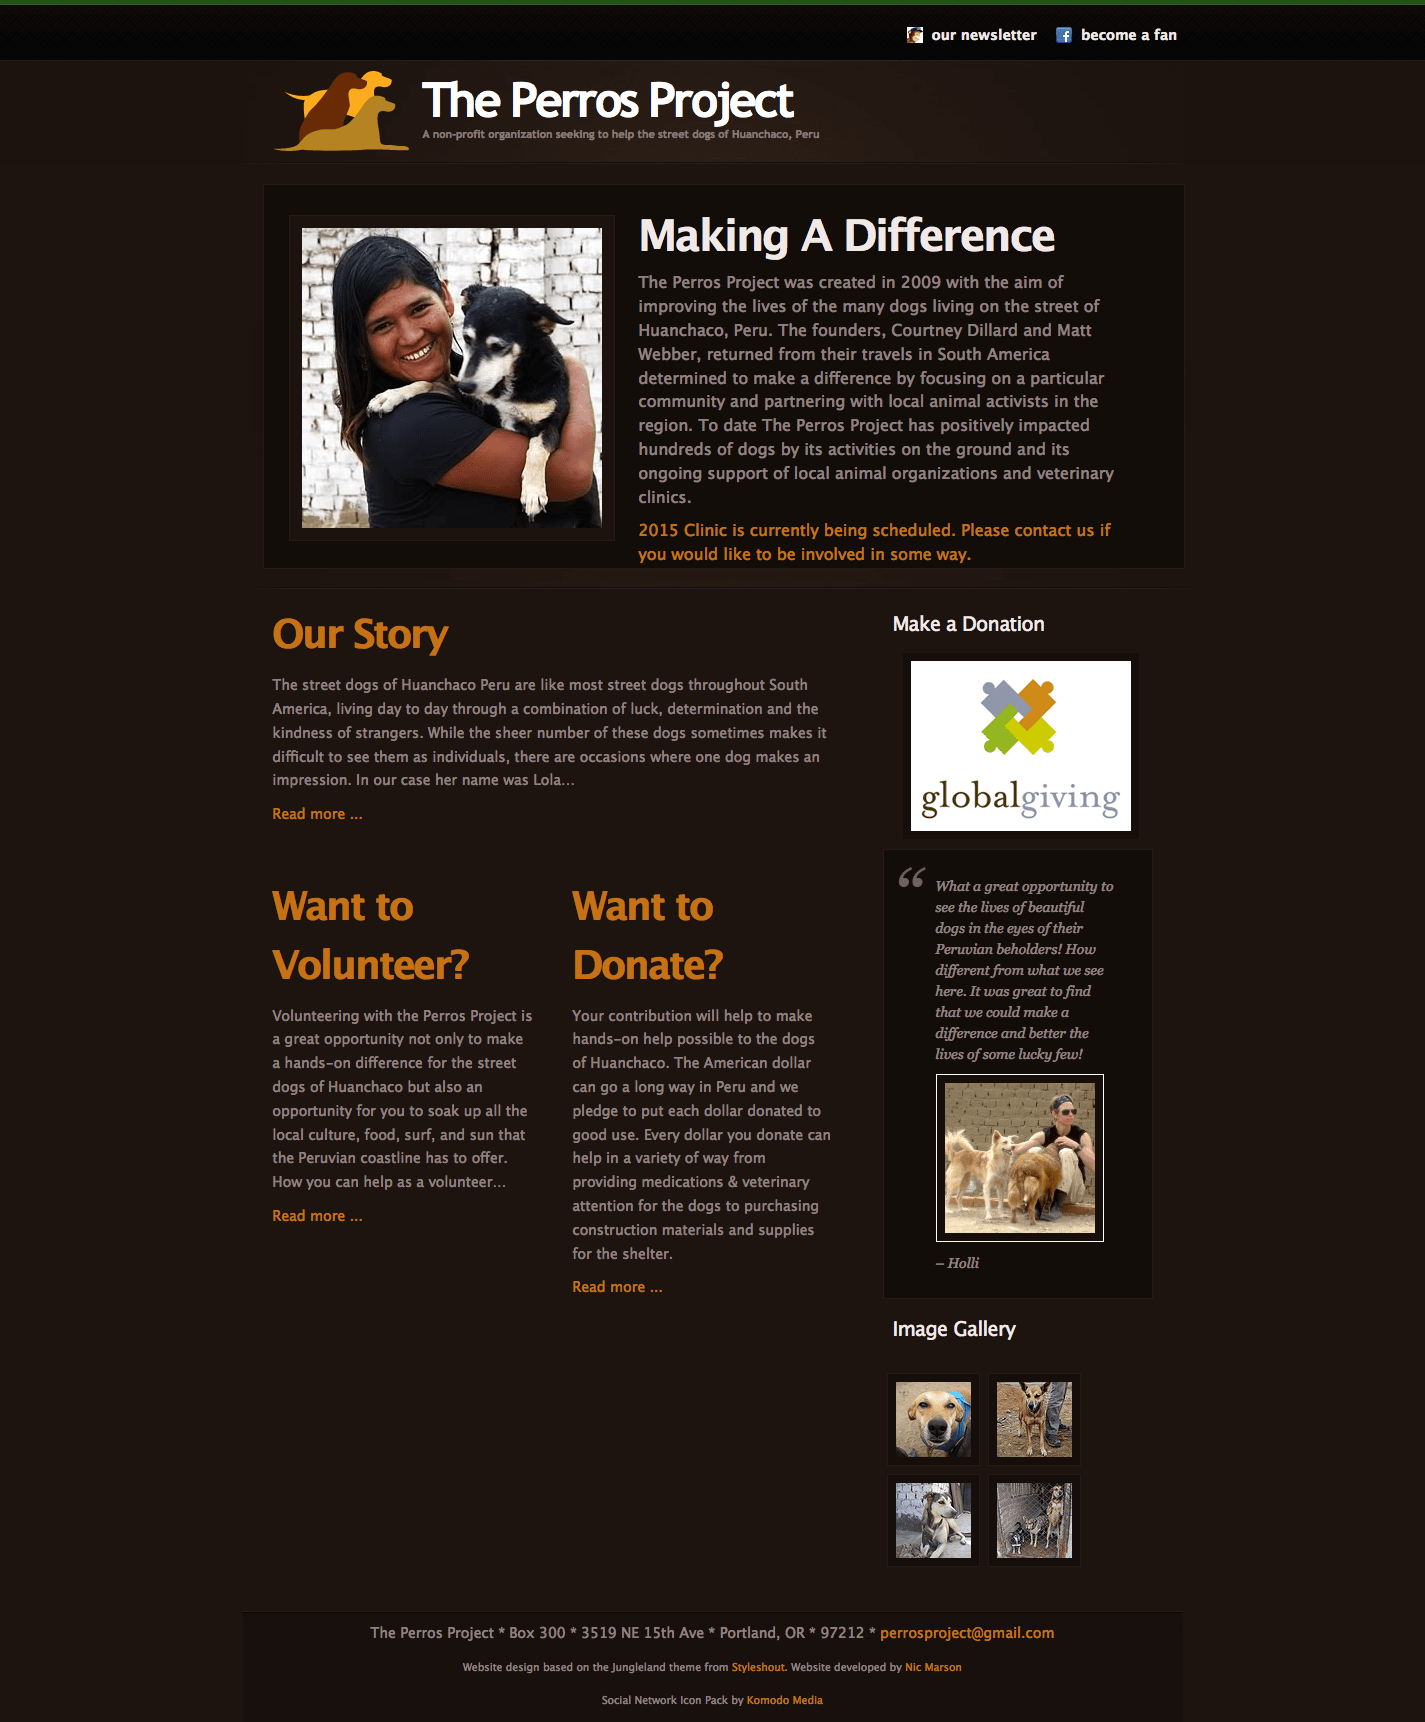 our newsletter
become a fan
The Perros Project
A non-profit organization seeking to help the street dogs of Huanchaco, Peru
Making A Difference
The Perros Project was created in 2009 with the aim of
improving the lives of the many dogs living on the street of
Huanchaco, Peru. The founders, Courtney Dillard and Matt
Webber, returned from their travels in South America
determined to make a difference by focusing on a particular
community and partnering with local animal activists in the
region. To date The Perros Project has positively impacted
hundreds of dogs by its activities on the ground and its
ongoing support of local animal organizations and veterinary
clinics.
2015 Clinic is currently being scheduled. Please contact us if
you would like to be involved in some way.
Our Story
The street dogs of Huanchaco Peru are like most street dogs throughout South
America, living day to day through a combination of luck, determination and the
kindness of strangers. While the sheer number of these dogs sometimes makes it
difficult to see them as individuals, there are occasions where one dog makes an
impression. In our case her name was Lola...
Read more ...
Want to
Volunteer?
Volunteering with the Perros Project is
a great opportunity not only to make
a hands-on difference for the street
dogs of Huanchaco but also an
opportunity for you to soak up all the
local culture, food, surf, and sun that
the Peruvian coastline has to offer.
How you can help as a volunteer...
Read more ...
Want to
Donate?
Your contribution will help to make
hands-on help possible to the dogs
of Huanchaco. The American dollar
can go a long way in Peru and we
pledge to put each dollar donated to
good use. Every dollar you donate can
help in a variety of way from
providing medications & veterinary
attention for the dogs to purchasing
construction materials and supplies
for the shelter.
Read more ...
Make a Donation
globalgiving
“ What a great opportunity to
see the lives of beautiful
dogs in the eyes of their
Peruvian beholders! How
different from what we see
here. It was great to find
that we could make a
difference and better the
lives of some lucky few!
– Holli
Image Gallery
The Perros Project * Box 300 * 3519 NE 15th Ave * Portland, OR * 97212 * perrosproject@gmail.com
Website design based on the Jungleland theme from Styleshout. Website developed by Nic Marson
Social Network Icon Pack by Komodo Media